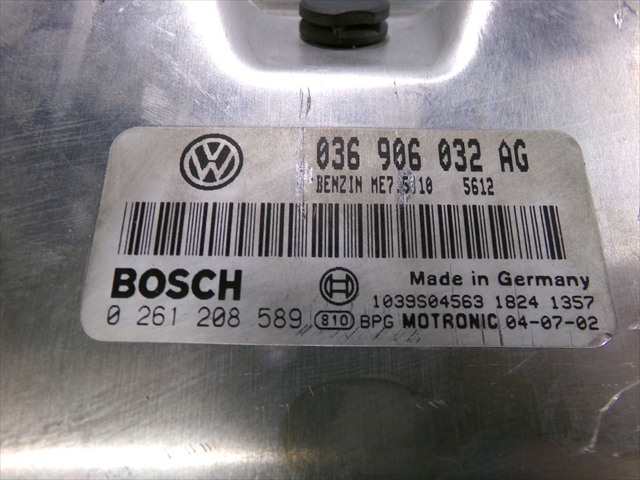 VW
036 906 032 AG
BENZIN ME7.5.10 5612
BOSCH
Made in Germany
1039S04563 1824 1357
0 261 208 589 810 BPG MOTRONIC 04-07-02